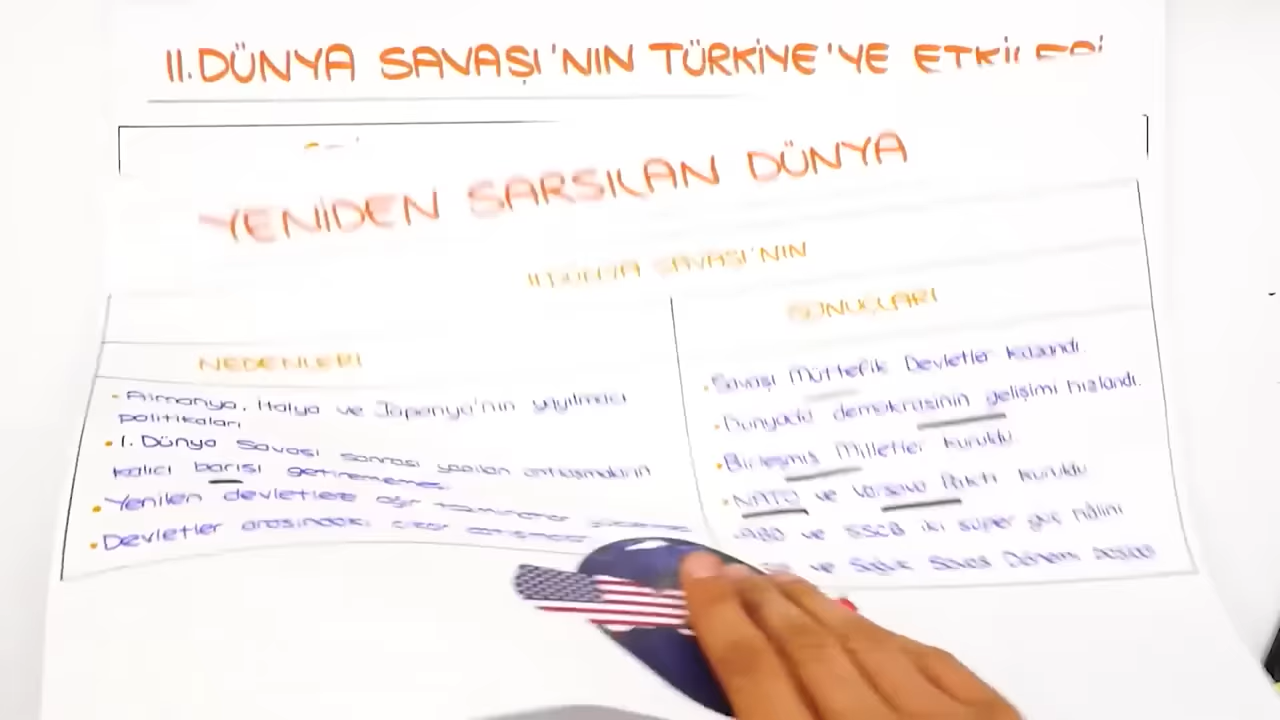 II. DÜNYA SAVAŞI'NIN TÜRKİYE'YE
YENİDEN SARSILAN DÜNYA
II. DÜNYA SAVAŞI'NIN
NEDENLERİ
• Almanya, İtalya ve Japonya'nın yayılmacı
politikaları
• I. Dünya Savaşı sonrası yapılan antlaşmaların
kalıcı barışı getirememesi
• Yenilen devletlere ağır
• Devletler arasındaki
SONUÇLARI
• Savaşı Müttefik Devletler kazandı.
• Dünyada demokrasinin gelişimi hızlandı.
• Birleşmiş Milletler kuruldu.
• NATO ve Varşova Paktı kuruldu
• ABD ve SSCB iki süper güç hâlini
ve Soğuk Savaş Dönemi başladı